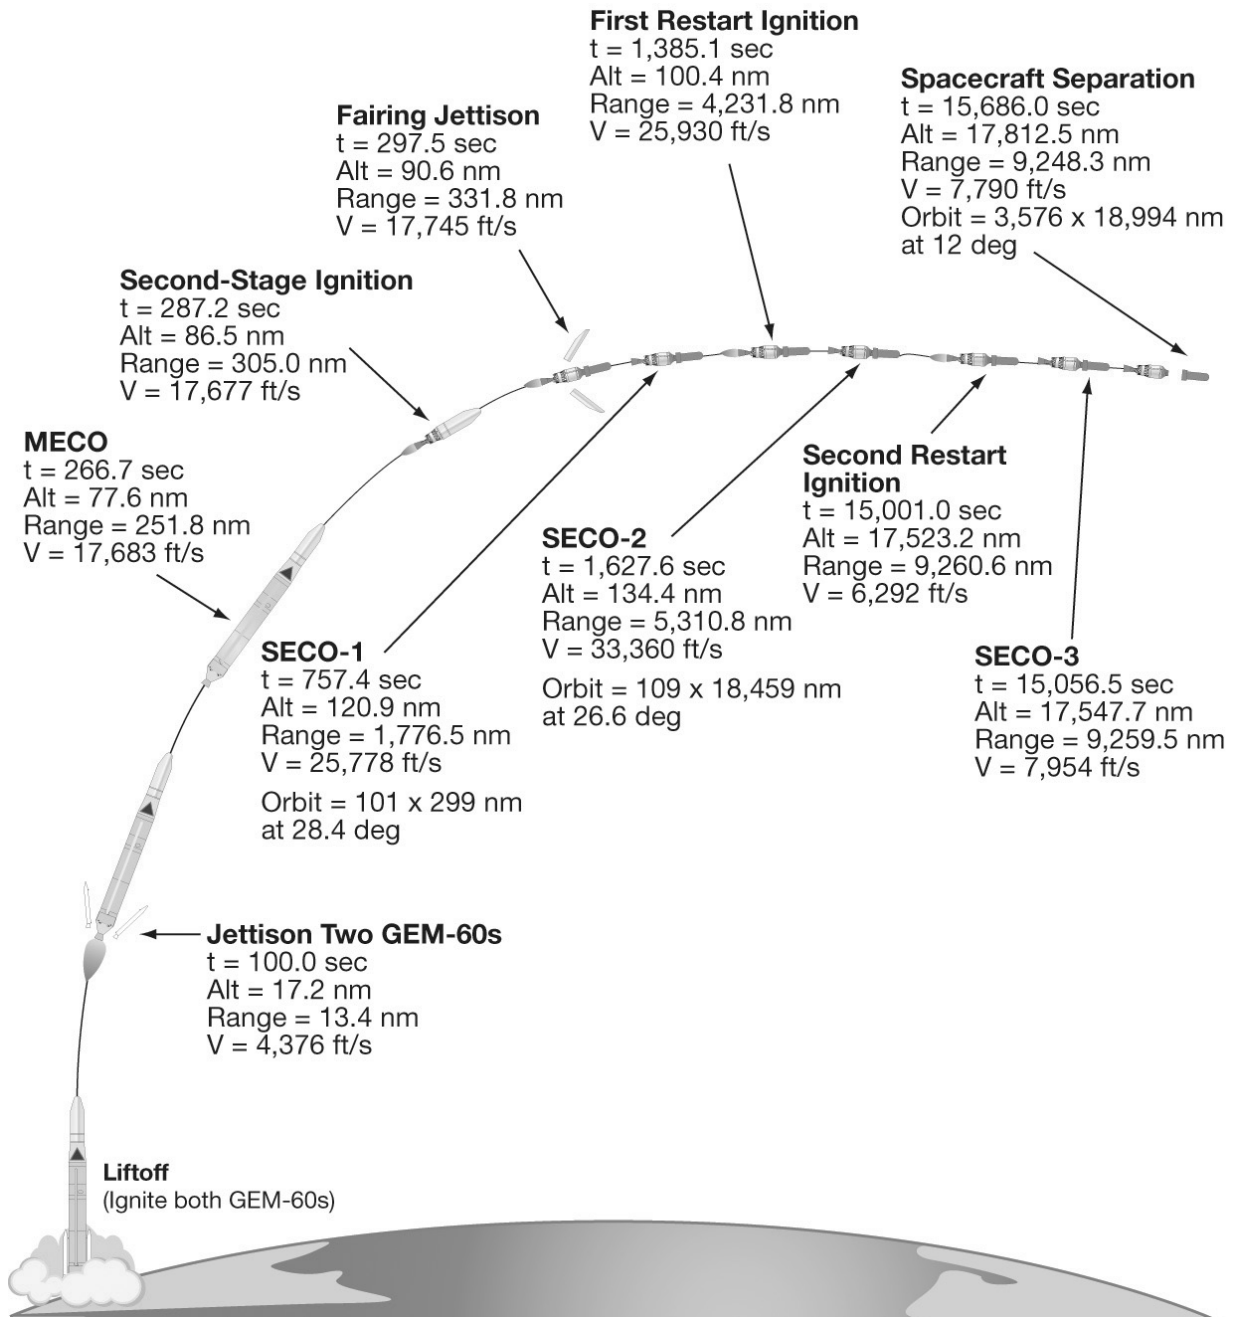 First Restart Ignition
t = 1,385.1 sec
Alt = 100.4 nm
Range = 4,231.8 nm
V = 25,930 ft/s
Spacecraft Separation
t = 15,686.0 sec
Alt = 17,812.5 nm
Range = 9,248.3 nm
V = 7,790 ft/s
Orbit = 3,576 x 18,994 nm
at 12 deg
Fairing Jettison
t = 297.5 sec
Alt = 90.6 nm
Range = 331.8 nm
V = 17,745 ft/s
Second-Stage Ignition
t = 287.2 sec
Alt = 86.5 nm
Range = 305.0 nm
V = 17,677 ft/s
MECO
t = 266.7 sec
Alt = 77.6 nm
Range = 251.8 nm
V = 17,683 ft/s
Second Restart
Ignition
t = 15,001.0 sec
Alt = 17,523.2 nm
Range = 9,260.6 nm
V = 6,292 ft/s
SECO-2
t = 1,627.6 sec
Alt = 134.4 nm
Range = 5,310.8 nm
V = 33,360 ft/s
Orbit = 109 x 18,459 nm
at 26.6 deg
SECO-1
t = 757.4 sec
Alt = 120.9 nm
Range = 1,776.5 nm
V = 25,778 ft/s
Orbit = 101 x 299 nm
at 28.4 deg
SECO-3
t = 15,056.5 sec
Alt = 17,547.7 nm
Range = 9,259.5 nm
V = 7,954 ft/s
Jettison Two GEM-60s
t = 100.0 sec
Alt = 17.2 nm
Range = 13.4 nm
V = 4,376 ft/s
Liftoff
(Ignite both GEM-60s)